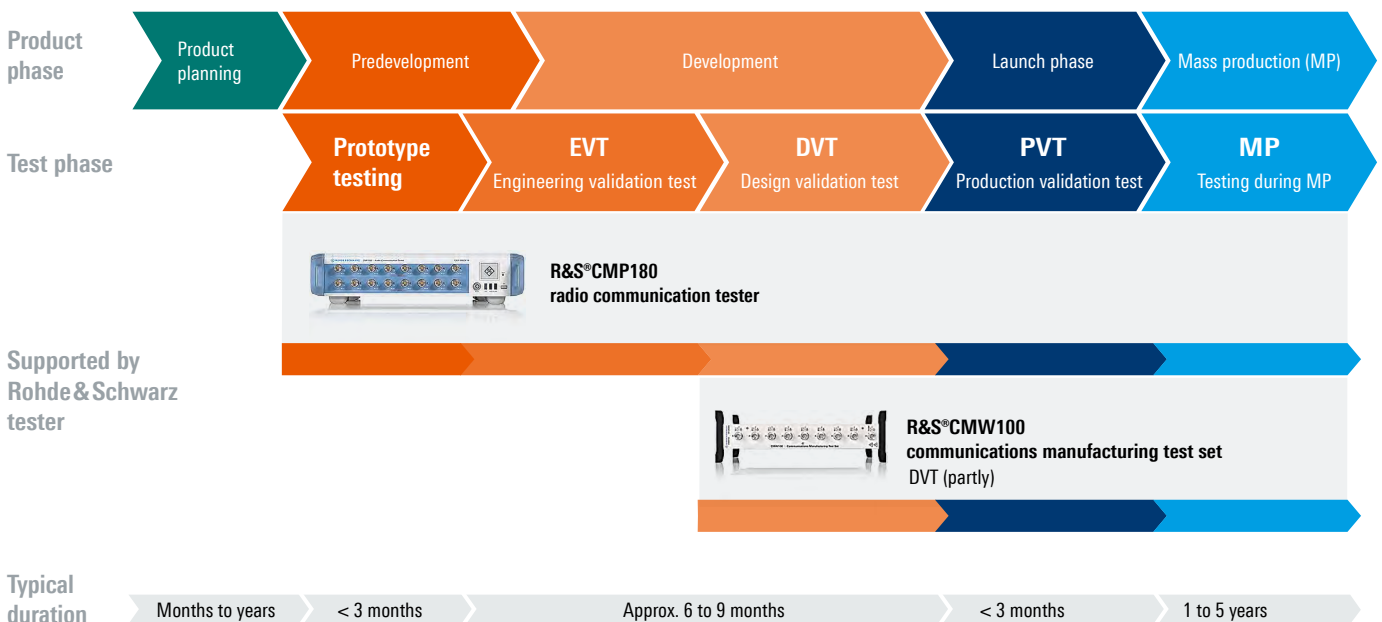 Product
phase
Product
planning
Predevelopment
Development
Launch phase
Mass production (MP)
Test phase
Prototype
testing
EVT
Engineering validation test
DVT
Design validation test
PVT
Production validation test
MP
Testing during MP
R&S®CMP180
radio communication tester
Supported by
Rohde & Schwarz
tester
R&S®CMW100
communications manufacturing test set
DVT (partly)
Typical
duration
Months to years
< 3 months
Approx. 6 to 9 months
< 3 months
1 to 5 years